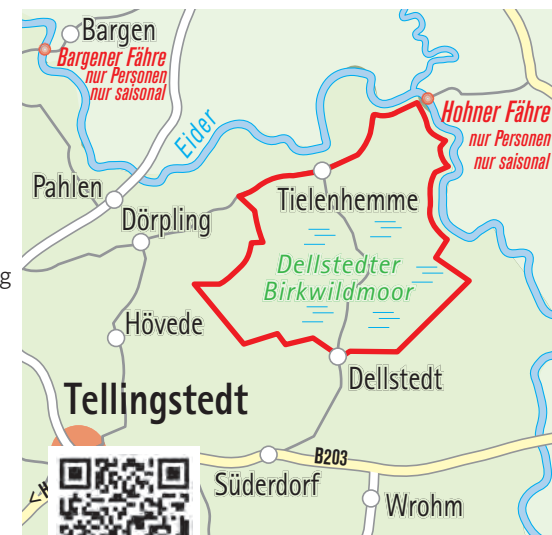 Bargen
Bargener Fähre
nur Personen
nur saisonal
Eider
Hohner Fähre
nur Personen
nur saisonal
Pahlen
Tielenhemme
Dörpling
Dellstedter
Birkwildmoor
g
Hövede
Dellstedt
Tellingstedt
B203
Süderdorf
Wrohm